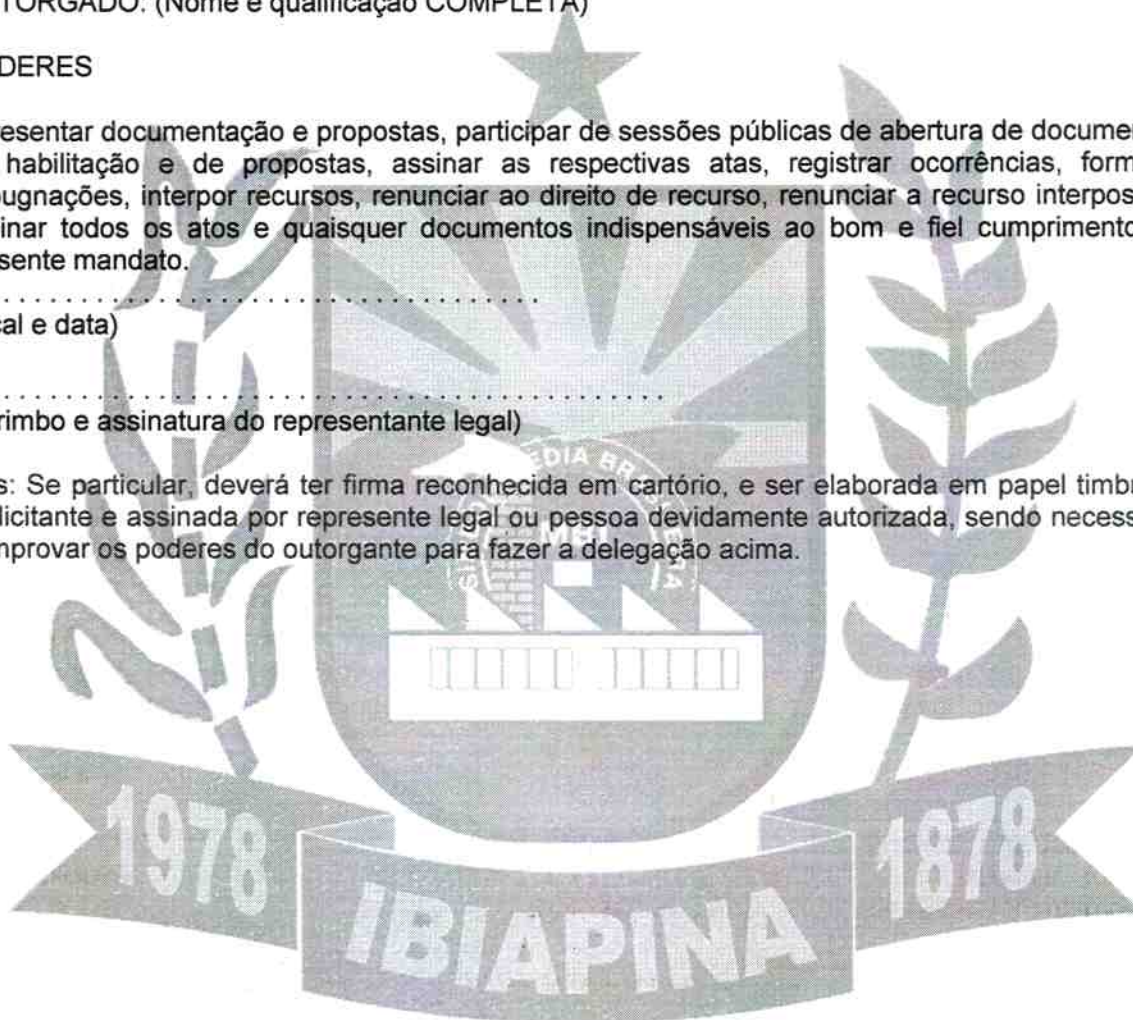 TORGADO: (Nome e qualificação COMPLETA)
DERES
esentar documentação e propostas, participar de sessões públicas de abertura de docume
habilitação e de propostas, assinar as respectivas atas, registrar ocorrências, form
ugnações, interpor recursos, renunciar ao direito de recurso, renunciar a recurso interpos
inar todos os atos e quaisquer documentos indispensáveis ao bom e fiel cumprimento
sente mandato.
. . . . . . . . . . . . . . . . . . . . . . . . . . . . . . . . . .
al e data)
. . . . . . . . . . . . . . . . . . . . . . . . . . . . . . . . . . . . . . . . . .
rimbo e assinatura do representante legal)
s: Se particular, deverá ter firma reconhecida em cartório, e ser elaborada em papel timbr
licitante e assinada por represente legal ou pessoa devidamente autorizada, sendo necess
mprovar os poderes do outorgante para fazer a delegação acima.
1978
1878
IBIAPINA